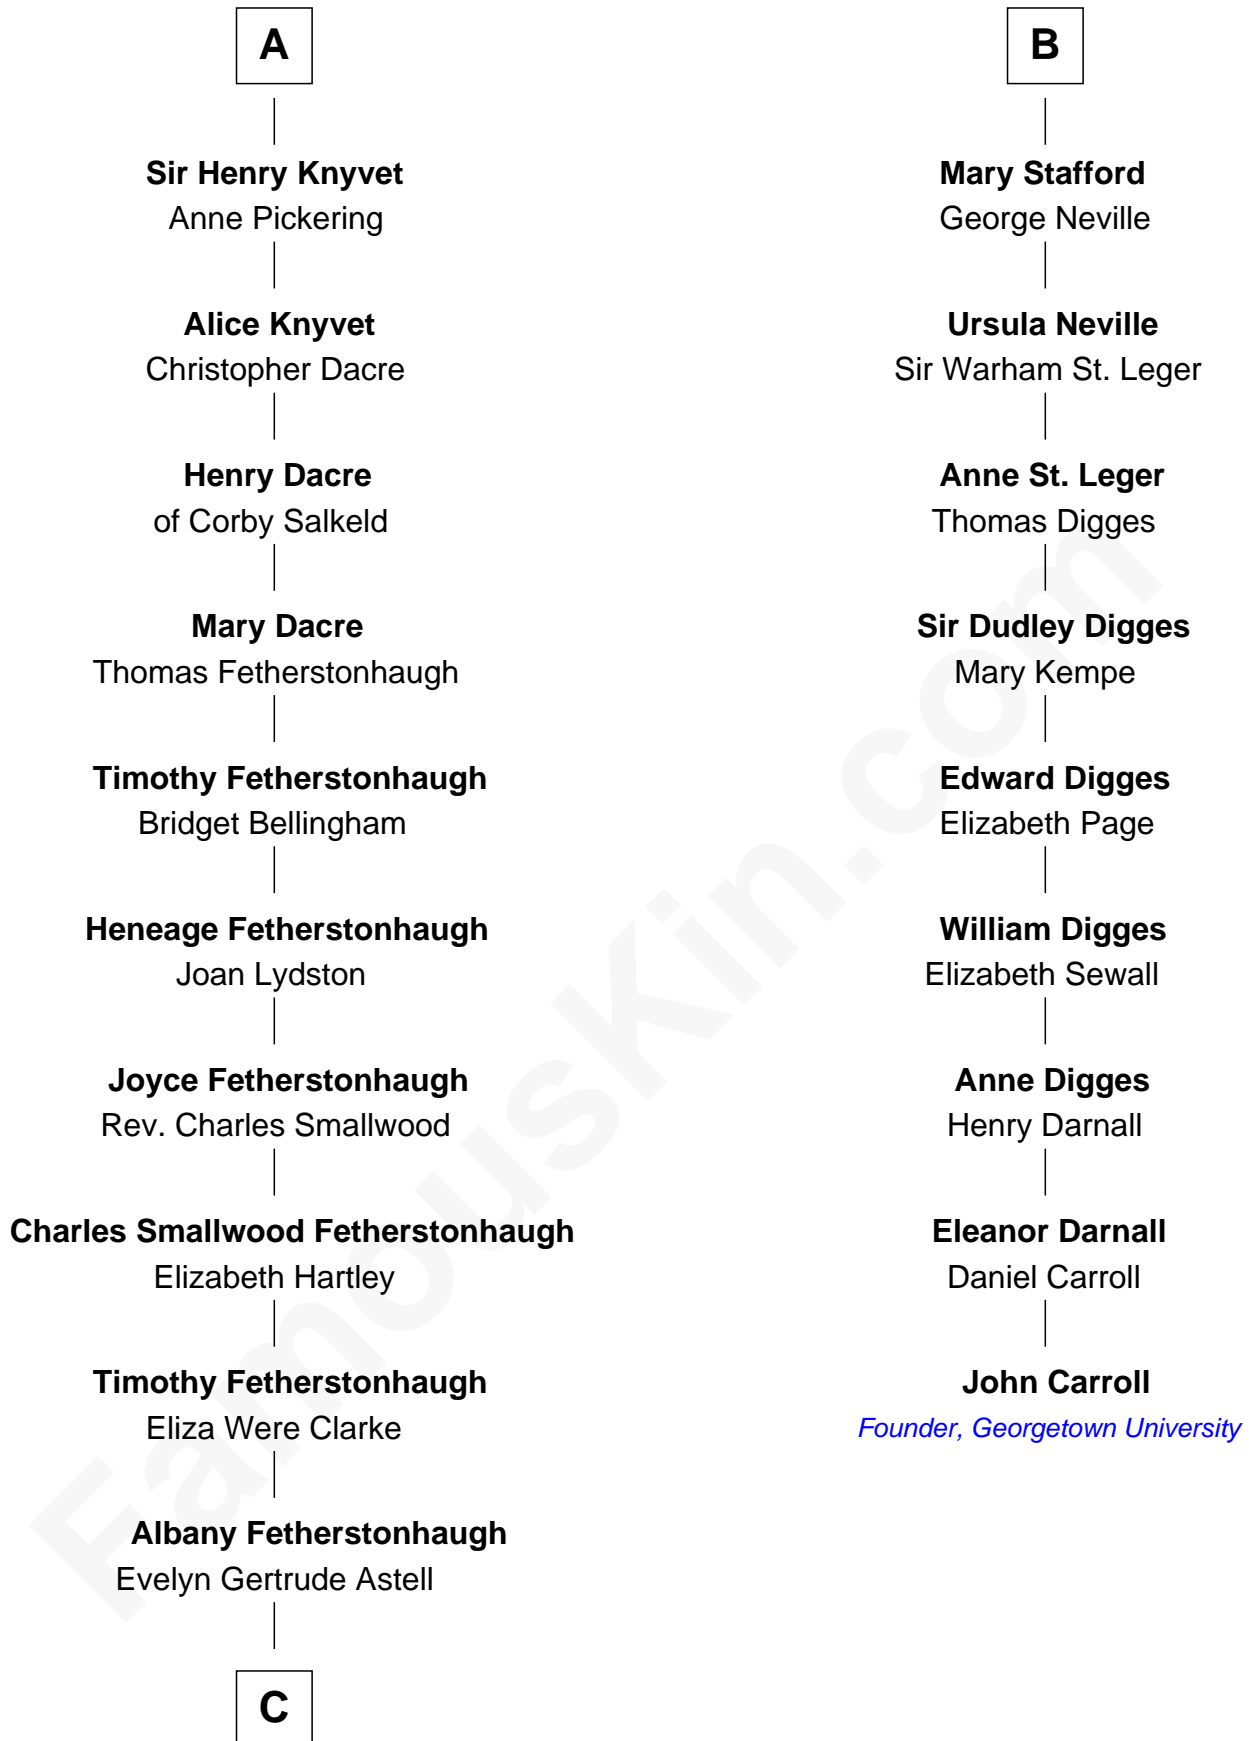 A
Sir Henry Knyvet
Anne Pickering
Alice Knyvet
Christopher Dacre
Henry Dacre
of Corby Salkeld
Mary Dacre
Thomas Fetherstonhaugh
Timothy Fetherstonhaugh
Bridget Bellingham
Heneage Fetherstonhaugh
Joan Lydston
Joyce Fetherstonhaugh
Rev. Charles Smallwood
Charles Smallwood Fetherstonhaugh
Elizabeth Hartley
Timothy Fetherstonhaugh
Eliza Were Clarke
Albany Fetherstonhaugh
Evelyn Gertrude Astell
C
B
Mary Stafford
George Neville
Ursula Neville
Sir Warham St. Leger
Anne St. Leger
Thomas Digges
Sir Dudley Digges
Mary Kempe
Edward Digges
Elizabeth Page
William Digges
Elizabeth Sewall
Anne Digges
Henry Darnall
Eleanor Darnall
Daniel Carroll
John Carroll
Founder, Georgetown University
FamousKin.com